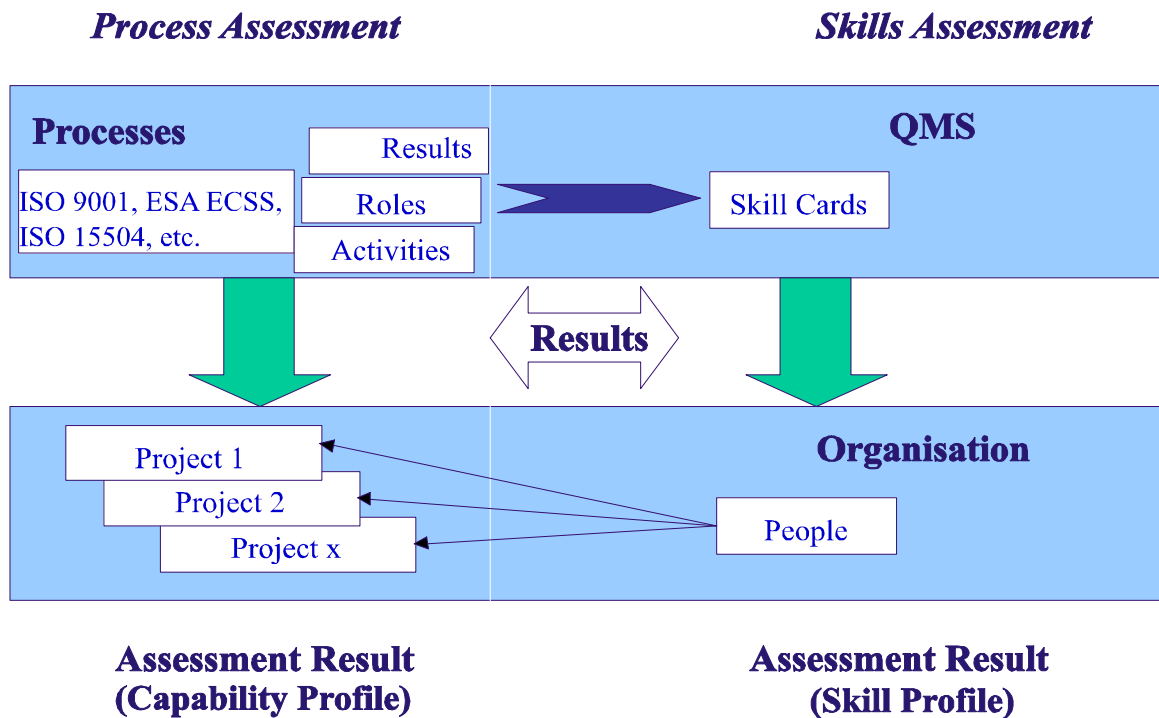 Process Assessment
Skills Assessment
Processes
QMS
Results
ISO 9001, ESA ECSS,
ISO 15504, etc.
Roles
Skill Cards
Activities
Results
Project 1
Organisation
Project 2
People
Project x
Assessment Result
(Capability Profile)
Assessment Result
(Skill Profile)